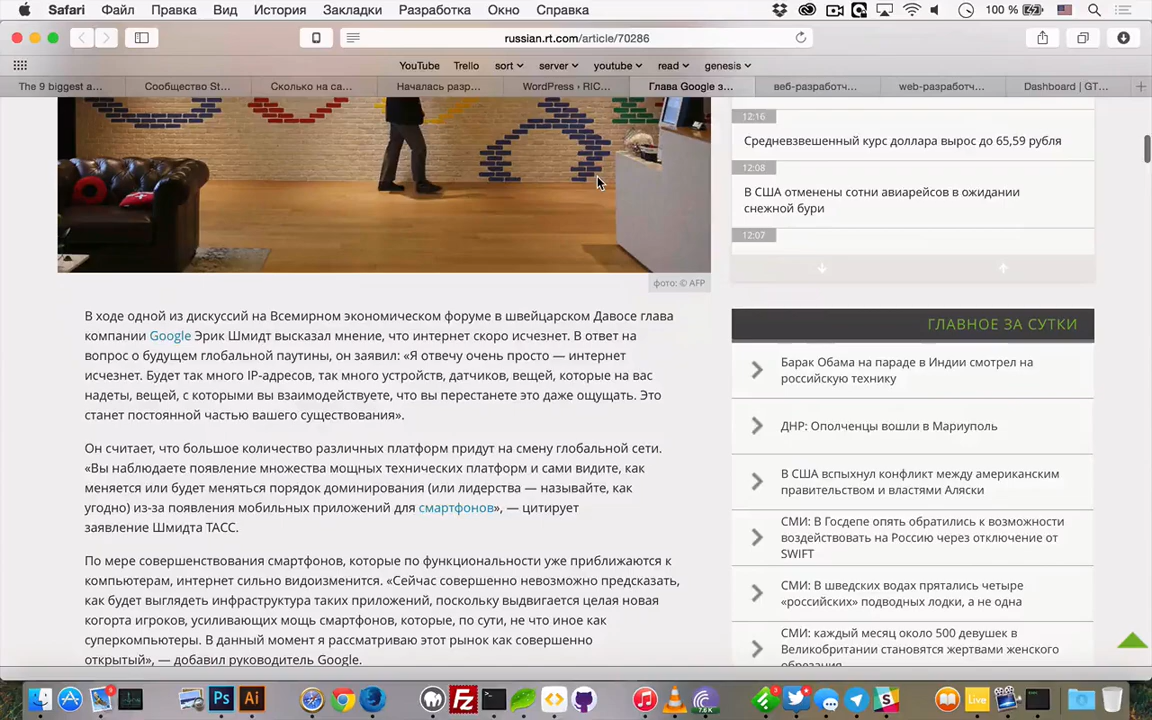 Safari Файл Правка Вид История Закладки Разработка Окно Справка 100 %
russian.rt.com/article/70286
YouTube Trello sort server youtube read genesis
The 9 biggest a... Сообщество St... Сколько на са... Началась разр... WordPress › RIC... Глава Google з... веб-разработч... web-разработч... Dashboard | GT...
12:16
Средневзвешенный курс доллара вырос до 65,59 рубля
12:08
В США отменены сотни авиарейсов в ожидании
снежной бури
12:07
фото: © AFP
В ходе одной из дискуссий на Всемирном экономическом форуме в швейцарском Давосе глава
компании Google Эрик Шмидт высказал мнение, что интернет скоро исчезнет. В ответ на
вопрос о будущем глобальной паутины, он заявил: «Я отвечу очень просто — интернет
исчезнет. Будет так много IP-адресов, так много устройств, датчиков, вещей, которые на вас
надеты, вещей, с которыми вы взаимодействуете, что вы перестанете это даже ощущать. Это
станет постоянной частью вашего существования».
Он считает, что большое количество различных платформ придут на смену глобальной сети.
«Вы наблюдаете появление множества мощных технических платформ и сами видите, как
меняется или будет меняться порядок доминирования (или лидерства — называйте, как
угодно) из-за появления мобильных приложений для смартфонов», — цитирует
заявление Шмидта ТАСС.
По мере совершенствования смартфонов, которые по функциональности уже приближаются к
компьютерам, интернет сильно видоизменится. «Сейчас совершенно невозможно предсказать,
как будет выглядеть инфраструктура таких приложений, поскольку выдвигается целая новая
когорта игроков, усиливающих мощь смартфонов, которые, по сути, не что иное как
суперкомпьютеры. В данный момент я рассматриваю этот рынок как совершенно
открытый», — добавил руководитель Google.
ГЛАВНОЕ ЗА СУТКИ
Барак Обама на параде в Индии смотрел на
российскую технику
ДНР: Ополченцы вошли в Мариуполь
В США вспыхнул конфликт между американским
правительством и властями Аляски
СМИ: В Госдепе опять обратились к возможности
воздействовать на Россию через отключение от
SWIFT
СМИ: В шведских водах прятались четыре
«российских» подводных лодки, а не одна
СМИ: каждый месяц около 500 девушек в
Великобритании становятся жертвами женского
обрезания
Ps Ai Fz Live